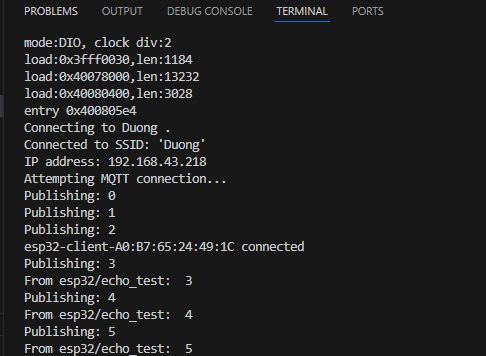 PROBLEMS OUTPUT DEBUG CONSOLE TERMINAL PORTS
mode:DIO, clock div:2
load:0x3fff0030,len:1184
load:0x40078000,len:13232
load:0x40080400,len:3028
entry 0x400805e4
Connecting to Duong .
Connected to SSID: 'Duong'
IP address: 192.168.43.218
Attempting MQTT connection...
Publishing: 0
Publishing: 1
Publishing: 2
esp32-client-A0:B7:65:24:49:1C connected
Publishing: 3
From esp32/echo_test:  3
Publishing: 4
From esp32/echo_test:  4
Publishing: 5
From esp32/echo_test:  5